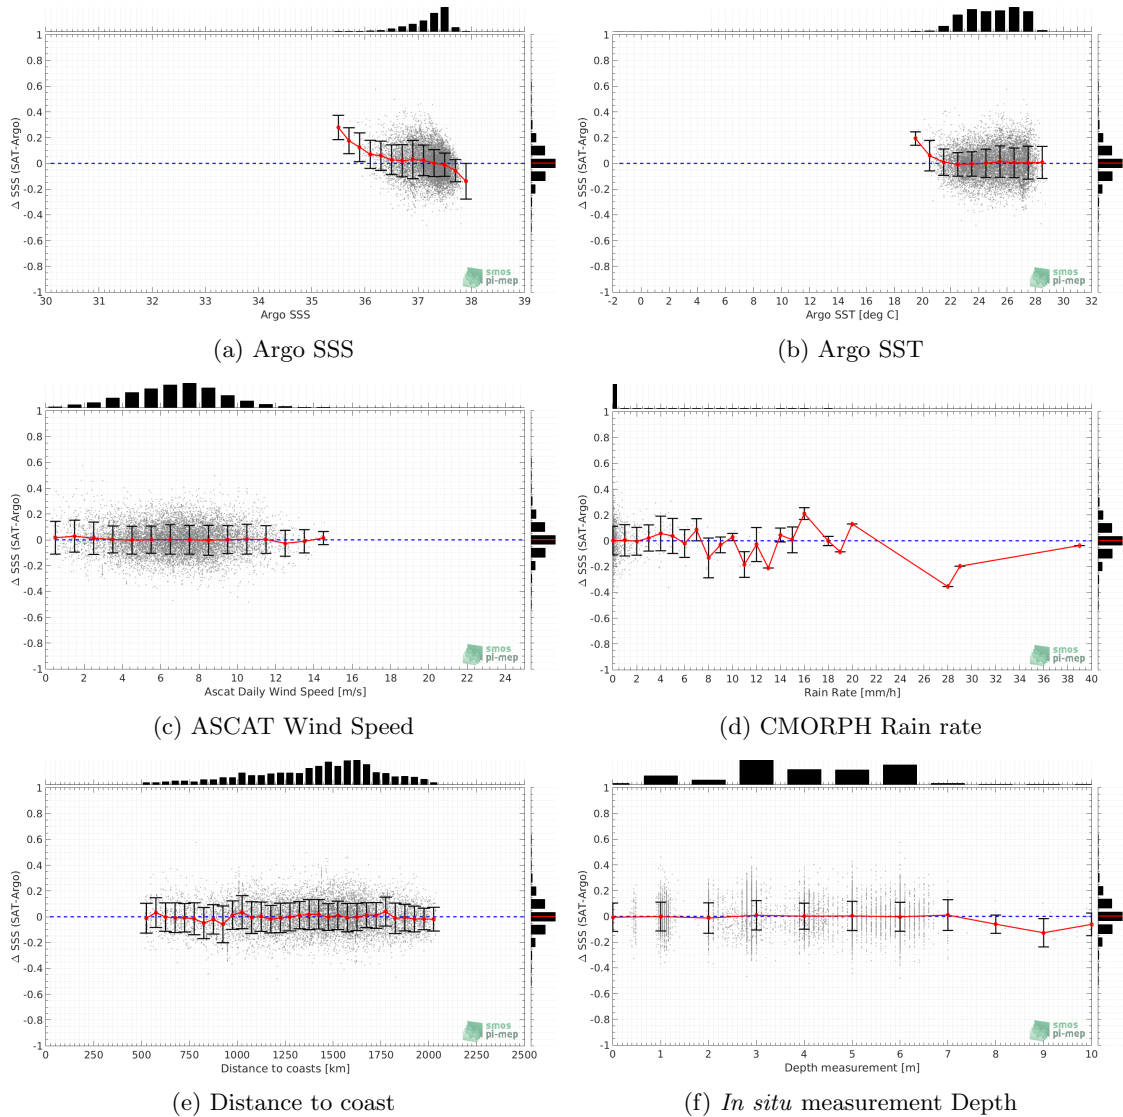 Δ SSS (SAT-Argo)
1
0.8
0.6
0.4
0.2
0
-0.2
-0.4
-0.6
-0.8
-1
30 31 32 33 34 35 36 37 38 39
Argo SSS
smos
pi-mep
(a) Argo SSS
Δ SSS (SAT-Argo)
1
0.8
0.6
0.4
0.2
0
-0.2
-0.4
-0.6
-0.8
-1
-2 0 2 4 6 8 10 12 14 16 18 20 22 24 26 28 30 32
Argo SST [deg C]
smos
pi-mep
(b) Argo SST
Δ SSS (SAT-Argo)
1
0.8
0.6
0.4
0.2
0
-0.2
-0.4
-0.6
-0.8
-1
0 2 4 6 8 10 12 14 16 18 20 22 24
Ascat Daily Wind Speed [m/s]
smos
pi-mep
(c) ASCAT Wind Speed
Δ SSS (SAT-Argo)
1
0.8
0.6
0.4
0.2
0
-0.2
-0.4
-0.6
-0.8
-1
0 2 4 6 8 10 12 14 16 18 20 22 24 26 28 30 32 34 36 38 40
Rain Rate [mm/h]
smos
pi-mep
(d) CMORPH Rain rate
Δ SSS (SAT-Argo)
1
0.8
0.6
0.4
0.2
0
-0.2
-0.4
-0.6
-0.8
-1
0 250 500 750 1000 1250 1500 1750 2000 2250 2500
Distance to coasts [km]
smos
pi-mep
(e) Distance to coast
Δ SSS (SAT-Argo)
1
0.8
0.6
0.4
0.2
0
-0.2
-0.4
-0.6
-0.8
-1
0 1 2 3 4 5 6 7 8 9 10
Depth measurement [m]
smos
pi-mep
(f) In situ measurement Depth